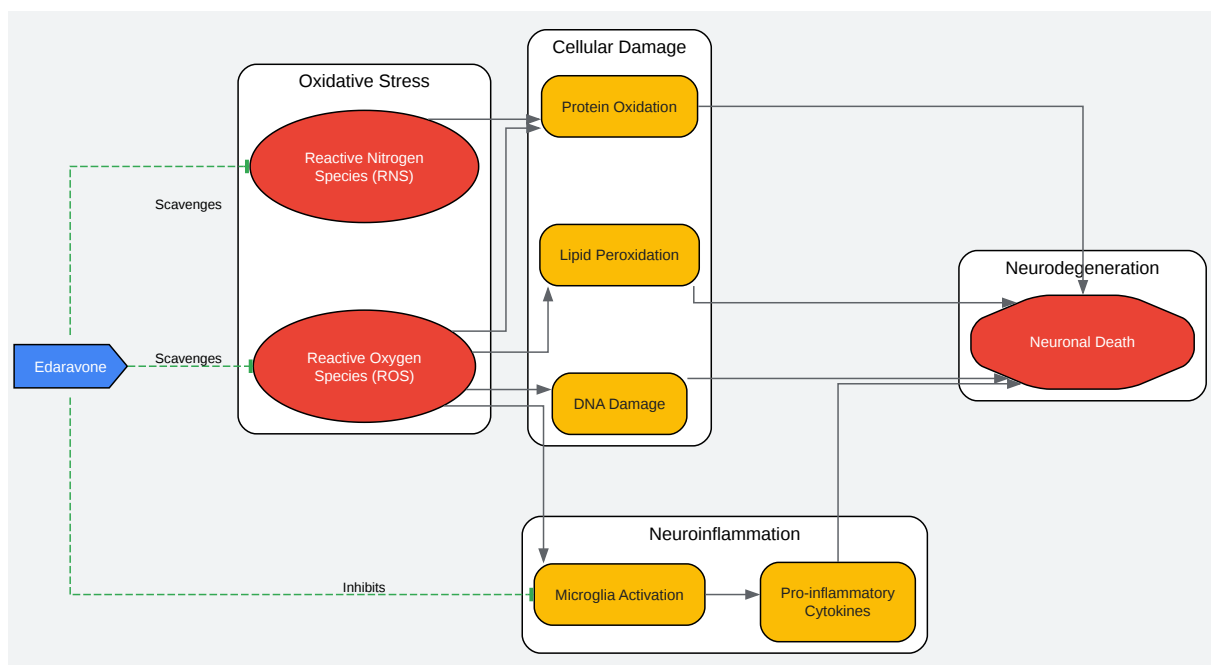 Cellular Damage
Oxidative Stress
Protein Oxidation
Reactive Nitrogen
Species (RNS)
Scavenges
Lipid Peroxidation
Neurodegeneration
Neuronal Death
Edaravone
Scavenges
Reactive Oxygen
Species (ROS)
DNA Damage
Neuroinflammation
Inhibits
Microglia Activation
Pro-inflammatory
Cytokines